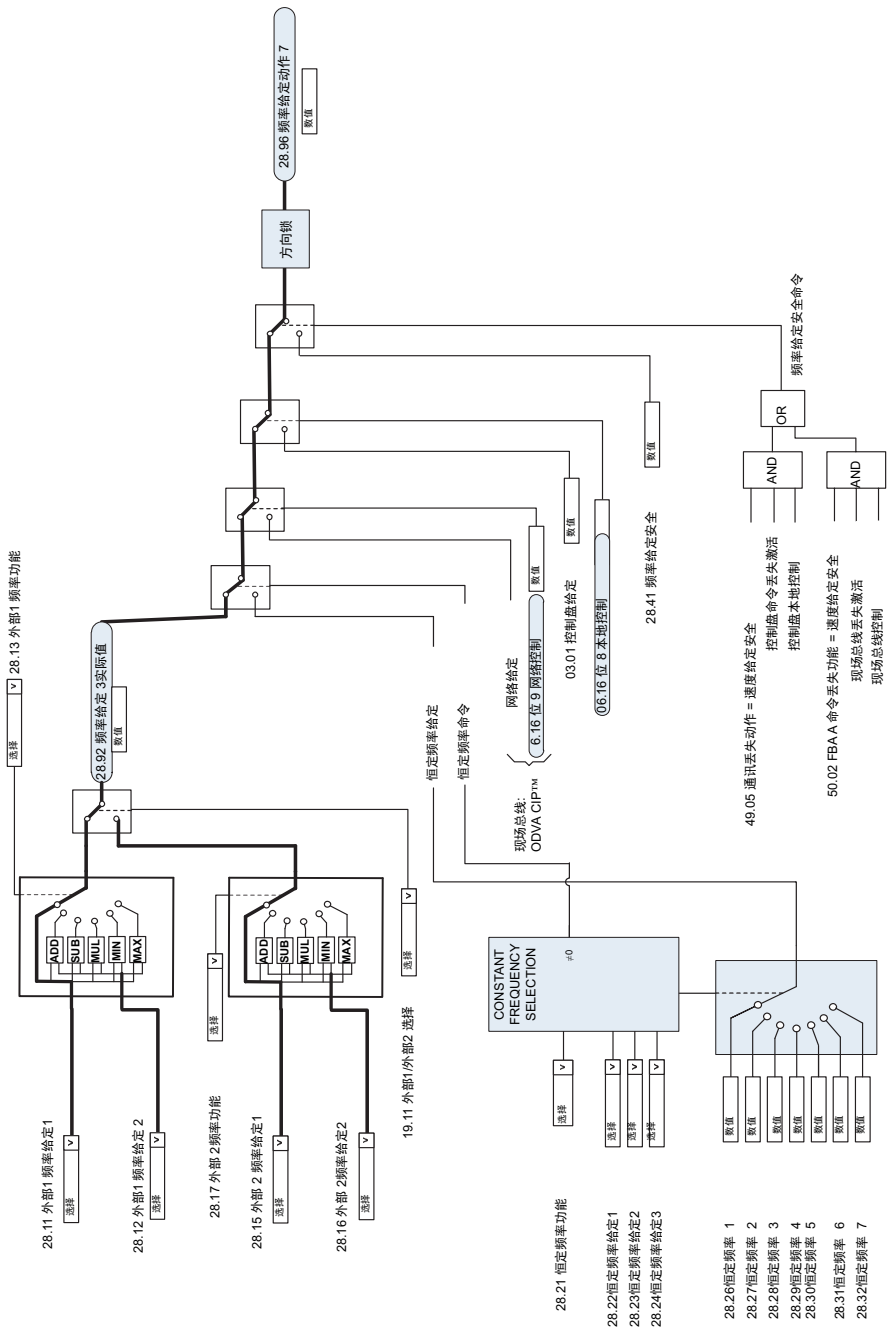 28.11 外部1 频率给定1
选择
v
28.12 外部1 频率给定 2
选择
v
ADD
SUB
MUL
MIN
MAX
选择
v
28.13 外部1 频率功能
28.17 外部 2频率功能
选择
v
28.15 外部 2 频率给定1
选择
v
28.16 外部 2频率给定2
选择
v
ADD
SUB
MUL
MIN
MAX
19.11 外部1/外部2 选择
选择
v
28.92 频率给定 3实际值
数值
28.21 恒定频率功能
选择
v
28.22恒定频率给定1
选择
v
28.23恒定频率给定2
选择
v
28.24恒定频率给定3
选择
v
CONSTANT
FREQUENCY
SELECTION
≠0
28.26恒定频率 1
数值
28.27恒定频率 2
数值
28.28恒定频率 3
数值
28.29恒定频率 4
数值
28.30恒定频率 5
数值
28.31恒定频率 6
数值
28.32恒定频率 7
数值
恒定频率给定
恒定频率命令
网络给定
现场总线:
ODVA CIP™
6.16 位 9 网络控制
数值
03.01 控制盘给定
数值
06.16 位 8 本地控制
28.41 频率给定安全
数值
49.05 通讯丢失动作 = 速度给定安全
控制盘命令丢失激活
控制盘本地控制
AND
50.02 FBA A 命令丢失功能 = 速度给定安全
现场总线丢失激活
现场总线控制
AND
OR
频率给定安全命令
方向锁
28.96 频率给定动作 7
数值